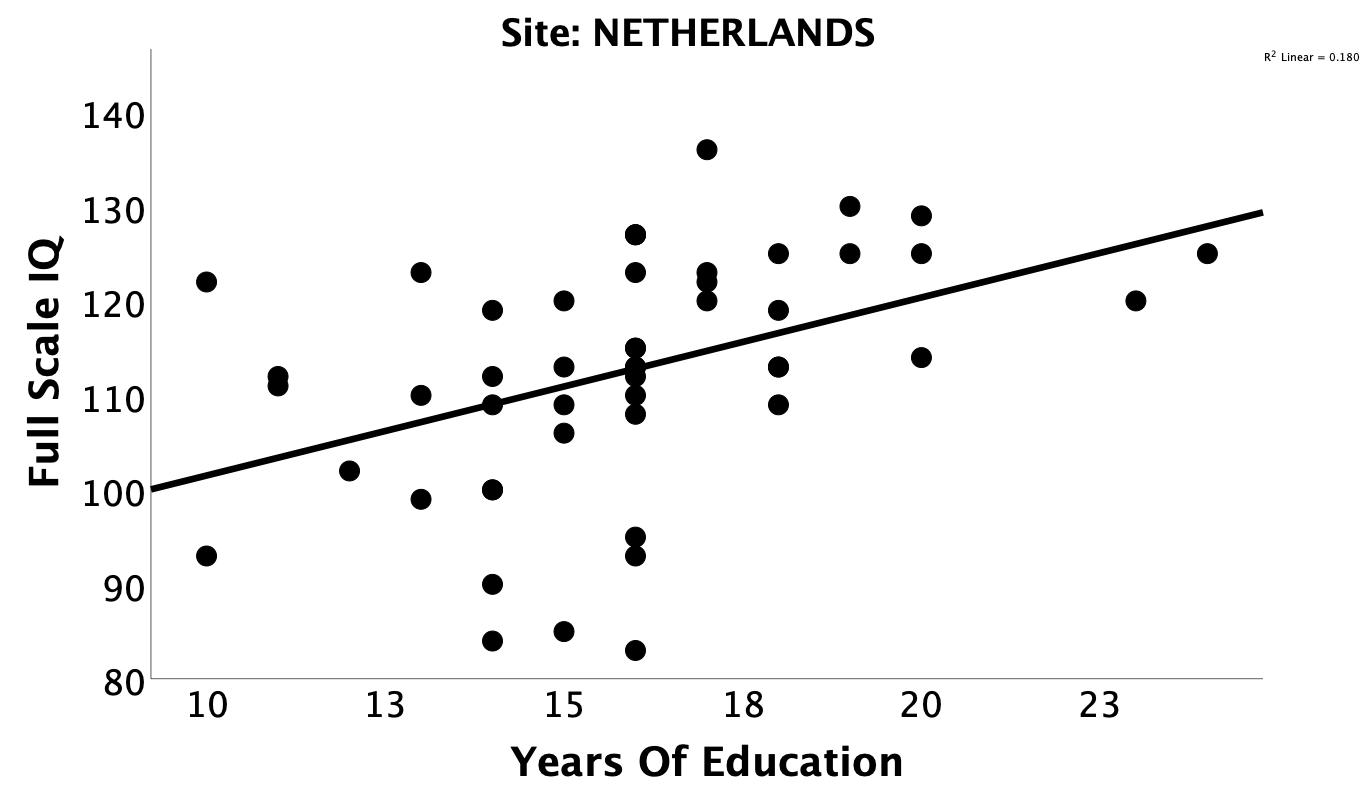 Site: NETHERLANDS
R² Linear = 0.180
Full Scale IQ
140
130
120
110
100
90
80
10 13 15 18 20 23
Years Of Education